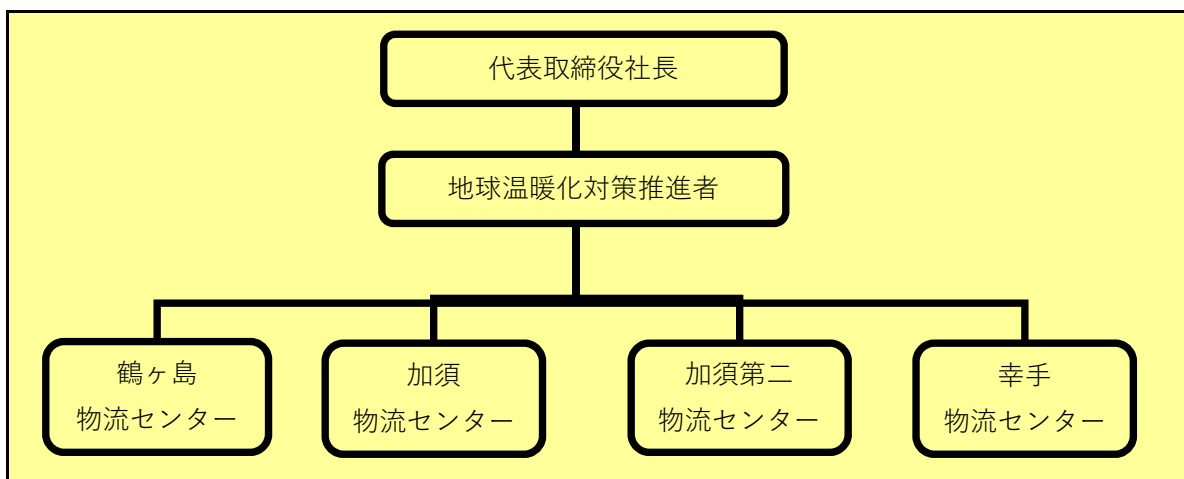 代表取締役社長
地球温暖化対策推進者
鶴ヶ島
物流センター
加須
物流センター
加須第二
物流センター
幸手
物流センター